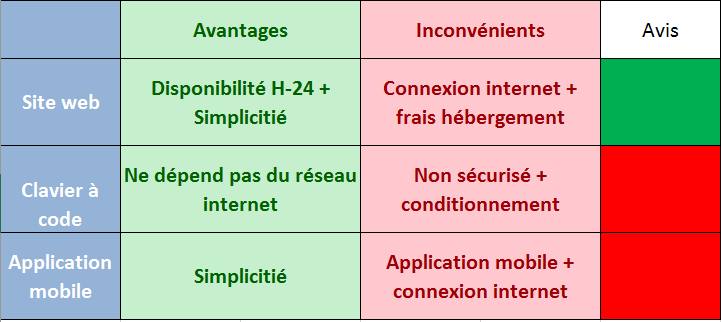 Avantages Inconvénients Avis
Site web
Disponibilité H-24 +
Simplicitié
Connexion internet +
frais hébergement
Clavier à
code
Ne dépend pas du réseau
internet
Non sécurisé +
conditionnement
Application
mobile
Simplicitié
Application mobile +
connexion internet